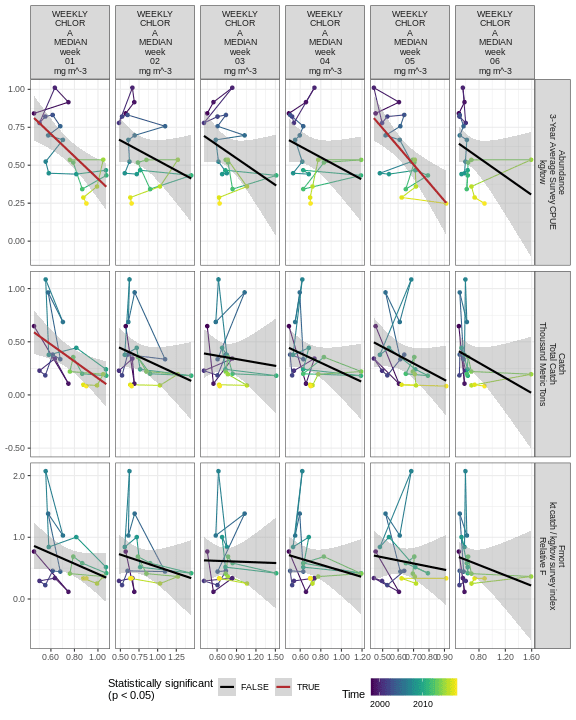 WEEKLY
CHLOR
A
MEDIAN
week
01
mg m^-3
WEEKLY
CHLOR
A
MEDIAN
week
02
mg m^-3
WEEKLY
CHLOR
A
MEDIAN
week
03
mg m^-3
WEEKLY
CHLOR
A
MEDIAN
week
04
mg m^-3
WEEKLY
CHLOR
A
MEDIAN
week
05
mg m^-3
WEEKLY
CHLOR
A
MEDIAN
week
06
mg m^-3
1.00
0.75
0.50
0.25
0.00
Abundance
3-Year Average Survey CPUE
kg/tow
1.00
0.50
0.00
-0.50
Catch
Total Catch
Thousand Metric Tons
2.0
1.0
0.0
Fmort
kt catch / kg/tow survey index
Relative F
0.60 0.80 1.00
0.50 0.75 1.00 1.25
0.60 0.90 1.20 1.50
0.60 0.80 1.00 1.20
0.50 0.60 0.70 0.80 0.90
0.80 1.20 1.60
Statistically significant
(p < 0.05)
FALSE
TRUE
Time
2000
2010